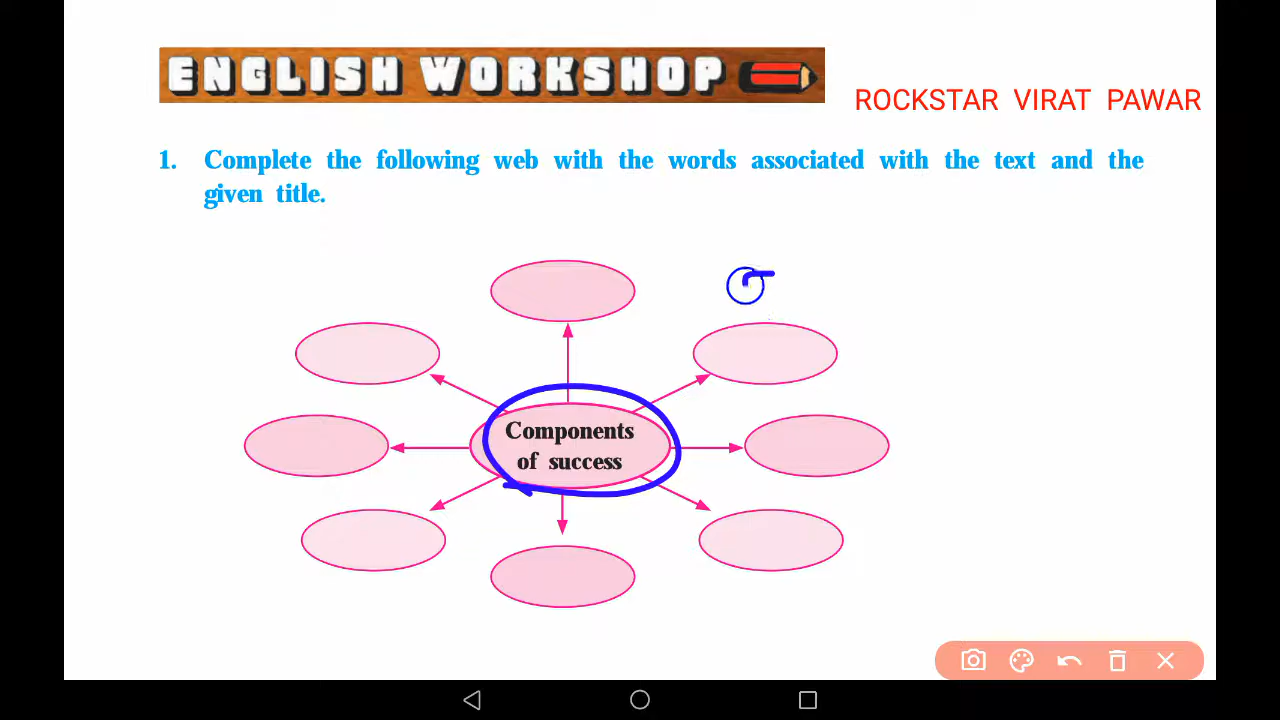 ENGLISH WORKSHOP
ROCKSTAR VIRAT PAWAR
1. Complete the following web with the words associated with the text and the
given title.
Components
of success